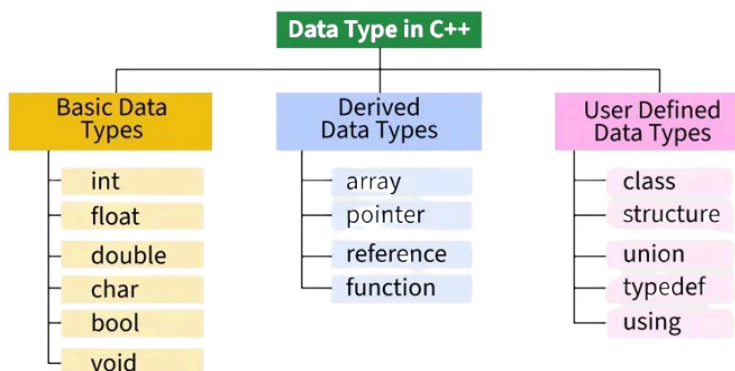 Data Type in C++
Basic Data
Types
int
float
double
char
bool
void
Derived
Data Types
array
pointer
reference
function
User Defined
Data Types
class
structure
union
typedef
using